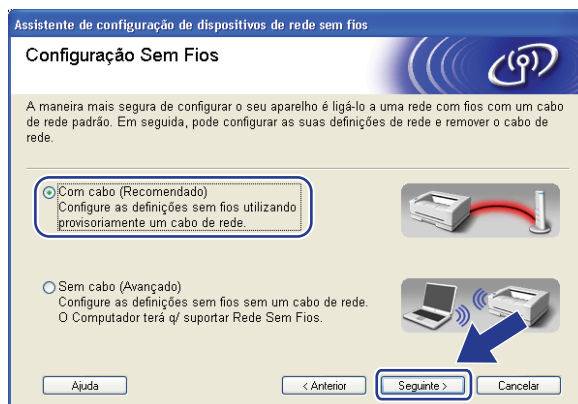 Assistente de configuração de dispositivos de rede sem fios
Configuração Sem Fios
A maneira mais segura de configurar o seu aparelho é ligá-lo a uma rede com fios com um cabo
de rede padrão. Em seguida, pode configurar as suas definições de rede e remover o cabo de
rede.
Com cabo (Recomendado)
Configure as definições sem fios utilizando
provisoriamente um cabo de rede.
Sem cabo (Avançado)
Configure as definições sem fios sem um cabo de rede.
O Computador terá q/ suportar Rede Sem Fios.
Ajuda
< Anterior
Seguinte >
Cancelar